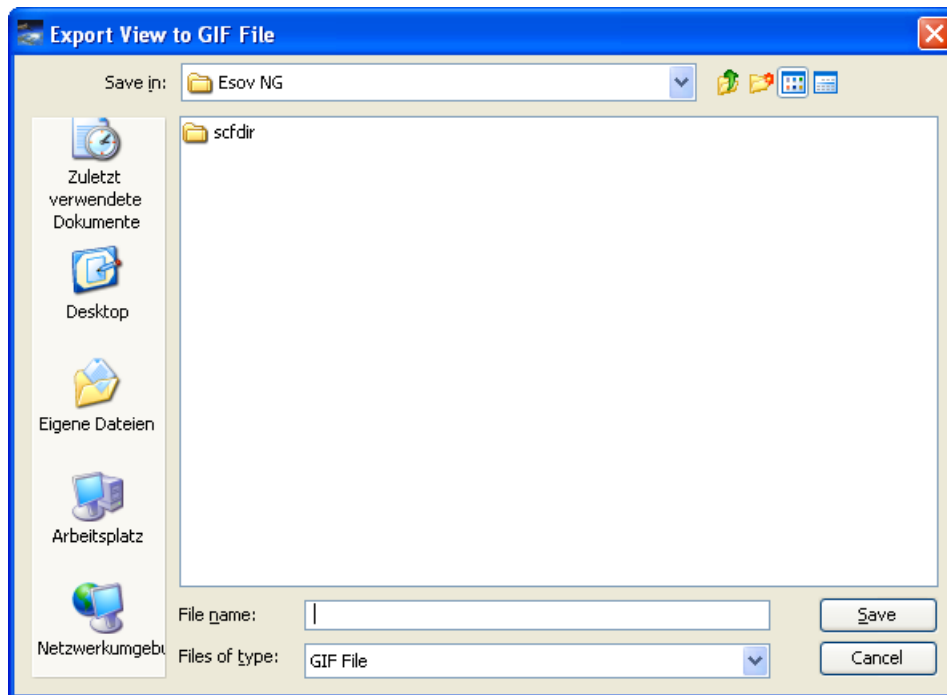 Export View to GIF File
Save in:
Esov NG
scfdir
Zuletzt
verwendete
Dokumente
Desktop
Eigene Dateien
Arbeitsplatz
Netzwerkumgebu
File name:
Save
Files of type:
GIF File
Cancel